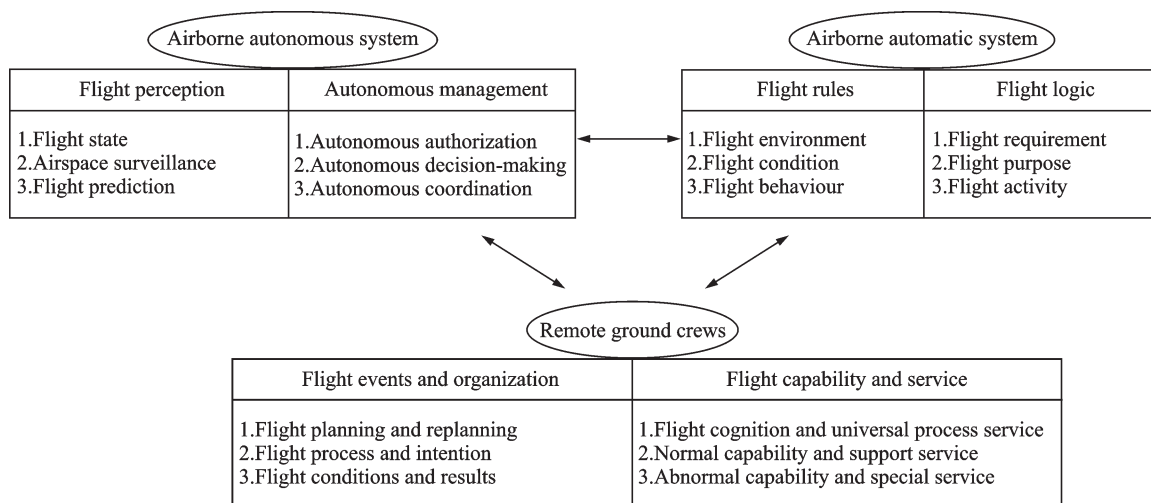 Airborne autonomous system
Flight perception
Autonomous management
1.Flight state
2.Airspace surveillance
3.Flight prediction
1.Autonomous authorization
2.Autonomous decision-making
3.Autonomous coordination
Airborne automatic system
Flight rules
Flight logic
1.Flight environment
2.Flight condition
3.Flight behaviour
1.Flight requirement
2.Flight purpose
3.Flight activity
Remote ground crews
Flight events and organization
Flight capability and service
1.Flight planning and replanning
2.Flight process and intention
3.Flight conditions and results
1.Flight cognition and universal process service
2.Normal capability and support service
3.Abnormal capability and special service